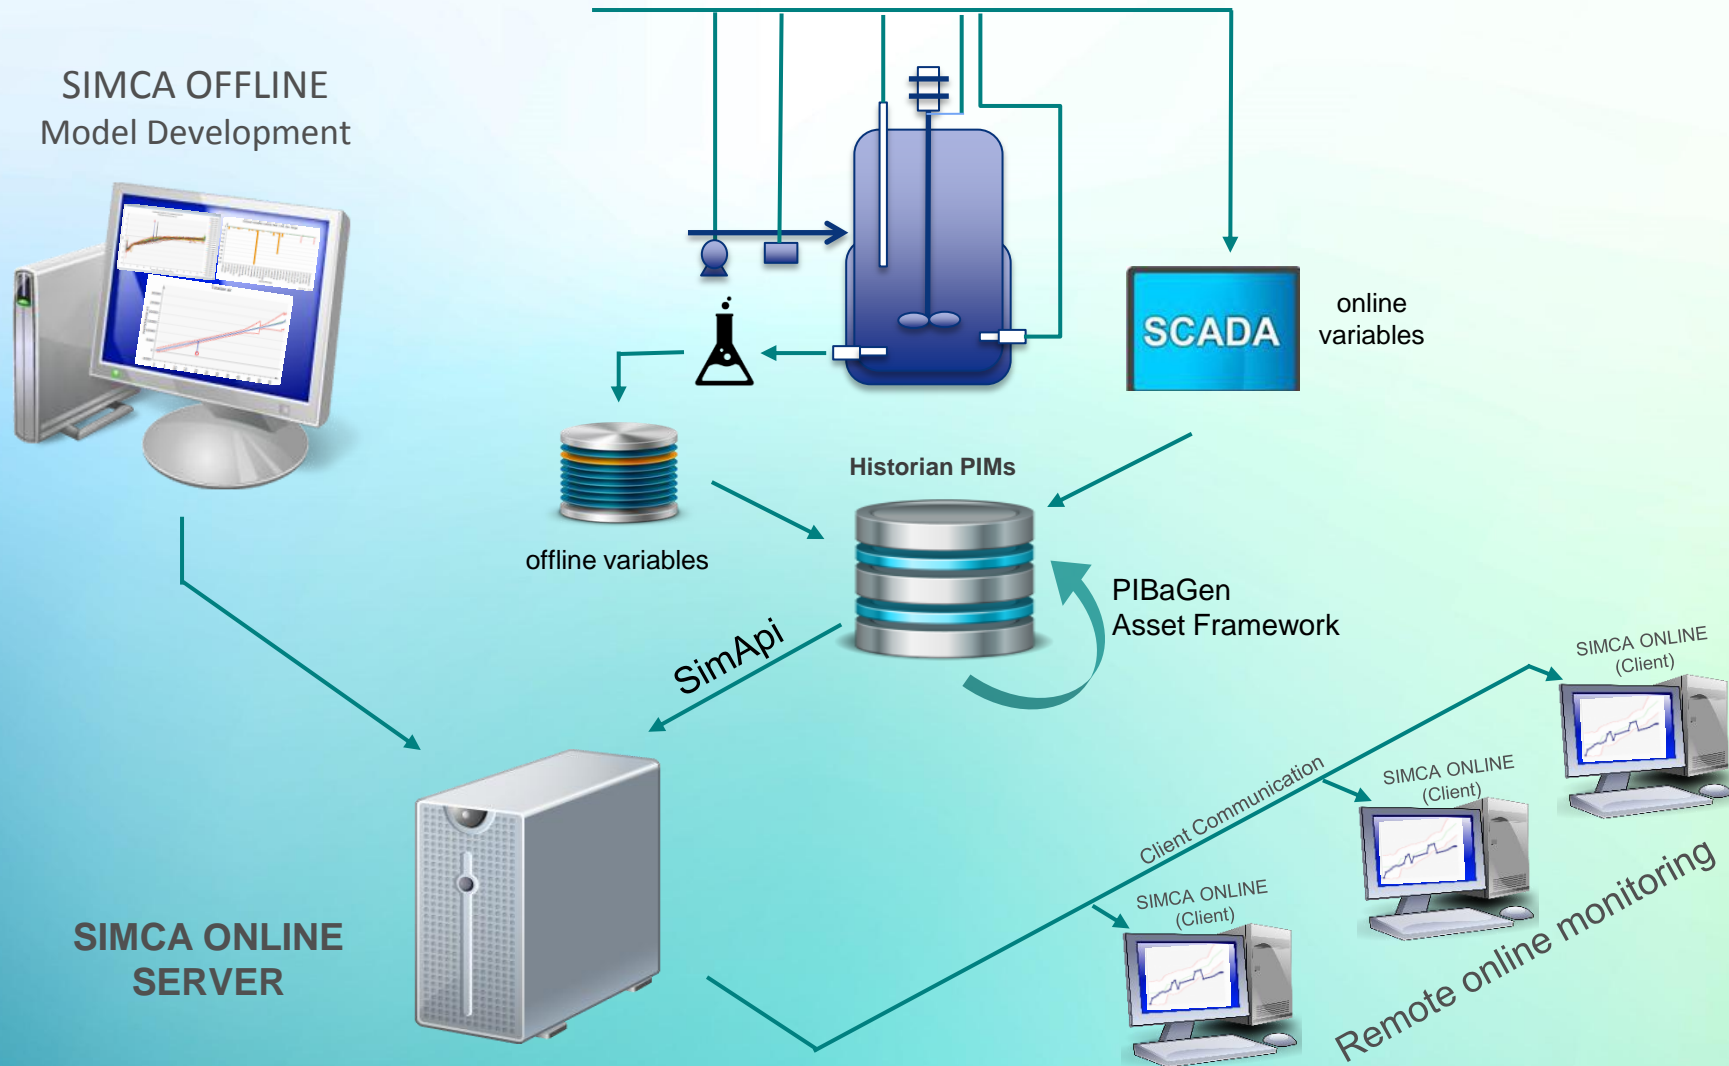 SIMCA OFFLINE
Model Development
SCADA
online
variables
Historian PIMs
offline variables
PIBaGen
Asset Framework
SimApi
SIMCA ONLINE
SERVER
Client Communication
SIMCA ONLINE
(Client)
SIMCA ONLINE
(Client)
SIMCA ONLINE
(Client)
Remote online monitoring